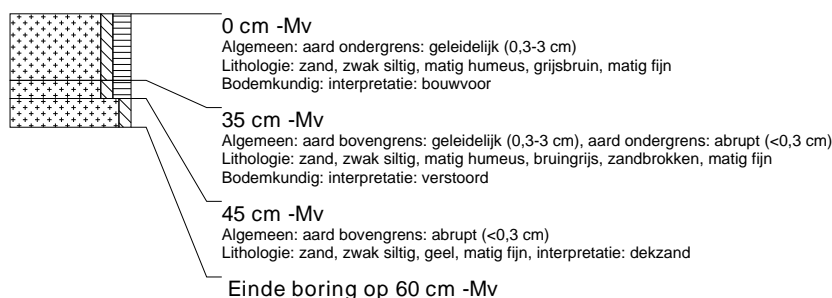 0 cm -Mv
Algemeen: aard ondergrens: geleidelijk (0,3-3 cm)
Lithologie: zand, zwak siltig, matig humeus, grijsbruin, matig fijn
Bodemkundig: interpretatie: bouwvoor
35 cm -Mv
Algemeen: aard bovengrens: geleidelijk (0,3-3 cm), aard ondergrens: abrupt (<0,3 cm)
Lithologie: zand, zwak siltig, matig humeus, bruingrijs, zandbrokken, matig fijn
Bodemkundig: interpretatie: verstoord
45 cm -Mv
Algemeen: aard bovengrens: abrupt (<0,3 cm)
Lithologie: zand, zwak siltig, geel, matig fijn, interpretatie: dekzand
Einde boring op 60 cm -Mv